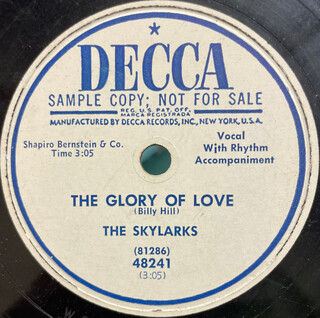 DECCA
SAMPLE COPY; NOT FOR SALE
REG. U.S. PAT. OFF.
MARCA REGISTRADA
MANUFACTURED BY DECCA RECORDS, INC., NEW YORK, U.S.A.
Shapiro Bernstein & Co.
Time 3:05
Vocal
With Rhythm
Accompaniment
THE GLORY OF LOVE
(Billy Hill)
THE SKYLARKS
(81286)
48241
(3:05)